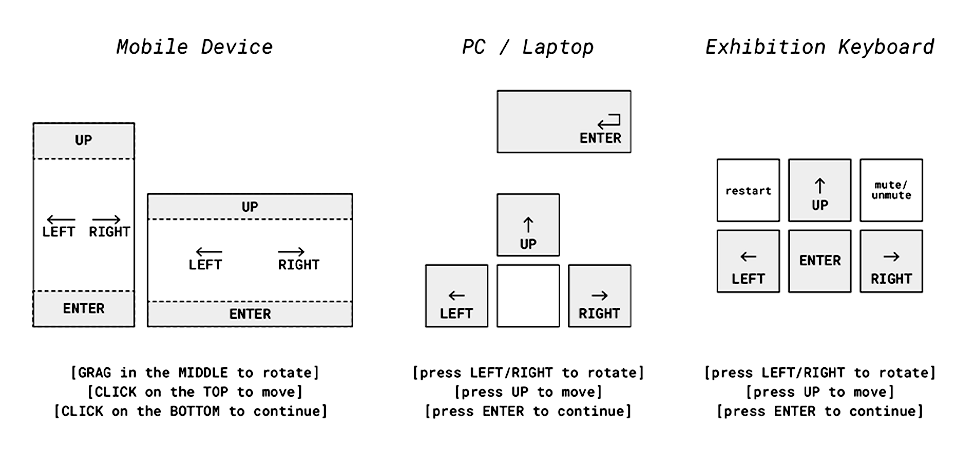 Mobile Device
UP
LEFT RIGHT
ENTER
UP
LEFT RIGHT
ENTER
[GRAG in the MIDDLE to rotate]
[CLICK on the TOP to move]
[CLICK on the BOTTOM to continue]
PC / Laptop
ENTER
UP
LEFT RIGHT
[press LEFT/RIGHT to rotate]
[press UP to move]
[press ENTER to continue]
Exhibition Keyboard
restart
UP
mute/
unmute
LEFT
ENTER
RIGHT
[press LEFT/RIGHT to rotate]
[press UP to move]
[press ENTER to continue]